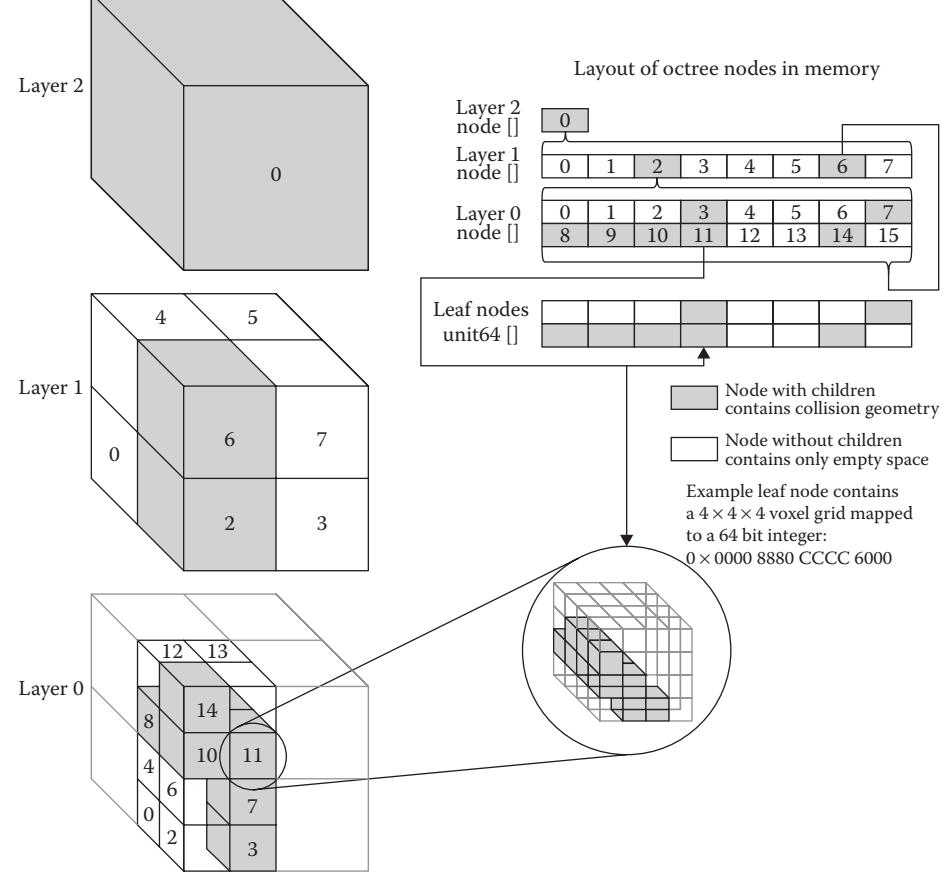 Layer 2
0
Layer 1
4 5
6 7
0
2 3
Layer 0
12 13
14
8
10 11
4
6
7
0
2
3
Layout of octree nodes in memory
Layer 2
node []
0
Layer 1
node []
0 1 2 3 4 5 6 7
Layer 0
node []
0 1 2 3 4 5 6 7
8 9 10 11 12 13 14 15
Leaf nodes
unit64 []
Node with children
contains collision geometry
Node without children
contains only empty space
Example leaf node contains
a 4 × 4 × 4 voxel grid mapped
to a 64 bit integer:
0 × 0000 8880 CCCC 6000